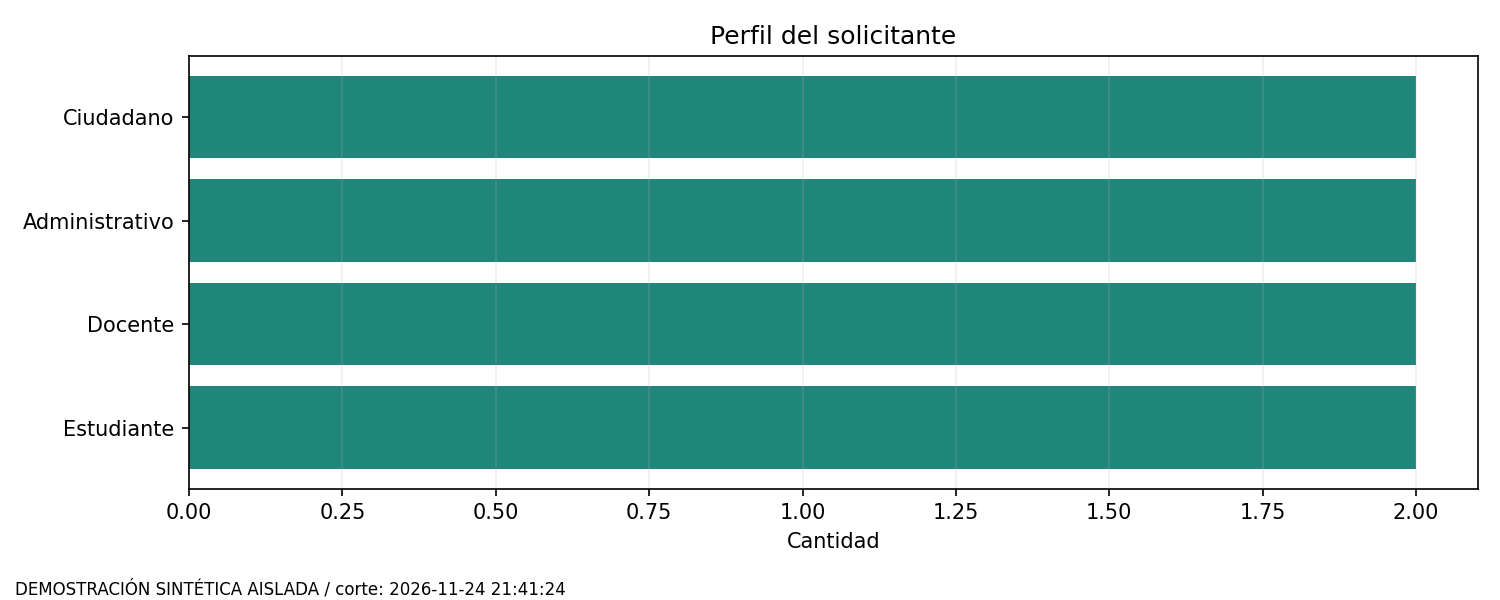 Perfil del solicitante
Ciudadano
Administrativo
Docente
Estudiante
0.00 0.25 0.50 0.75 1.00 1.25 1.50 1.75 2.00
Cantidad
DEMOSTRACIÓN SINTÉTICA AISLADA / corte: 2026-11-24 21:41:24